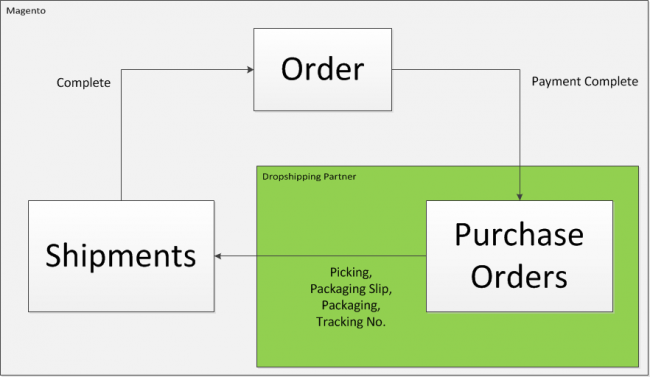 Magento
Order
Complete
Payment Complete
Dropshipping Partner
Shipments
Purchase
Orders
Picking,
Packaging Slip,
Packaging,
Tracking No.